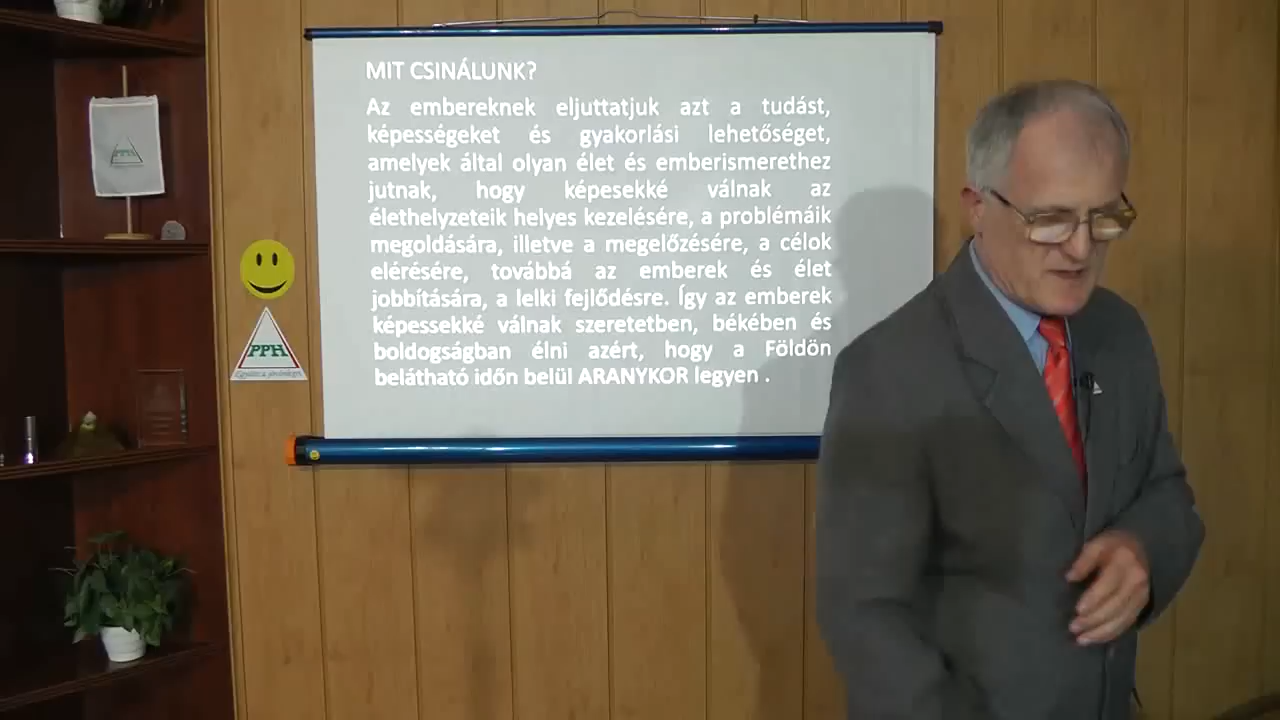 MIT CSINÁLUNK?
Az embereknek eljuttatjuk azt a tudást,
képességeket és gyakorlási lehetőséget,
amelyek által olyan élet és emberismerethez
jutnak, hogy képesekké válnak az
élethelyzeteik helyes kezelésére, a problémáik
megoldására, illetve a megelőzésére, a célok
elérésére, továbbá az emberek és élet
jobbítására, a lelki fejlődésre. Így az emberek
képessekké válnak szeretetben, békében és
boldogságban élni azért, hogy a Földön
belátható időn belül ARANYKOR legyen .
PPH
PPH